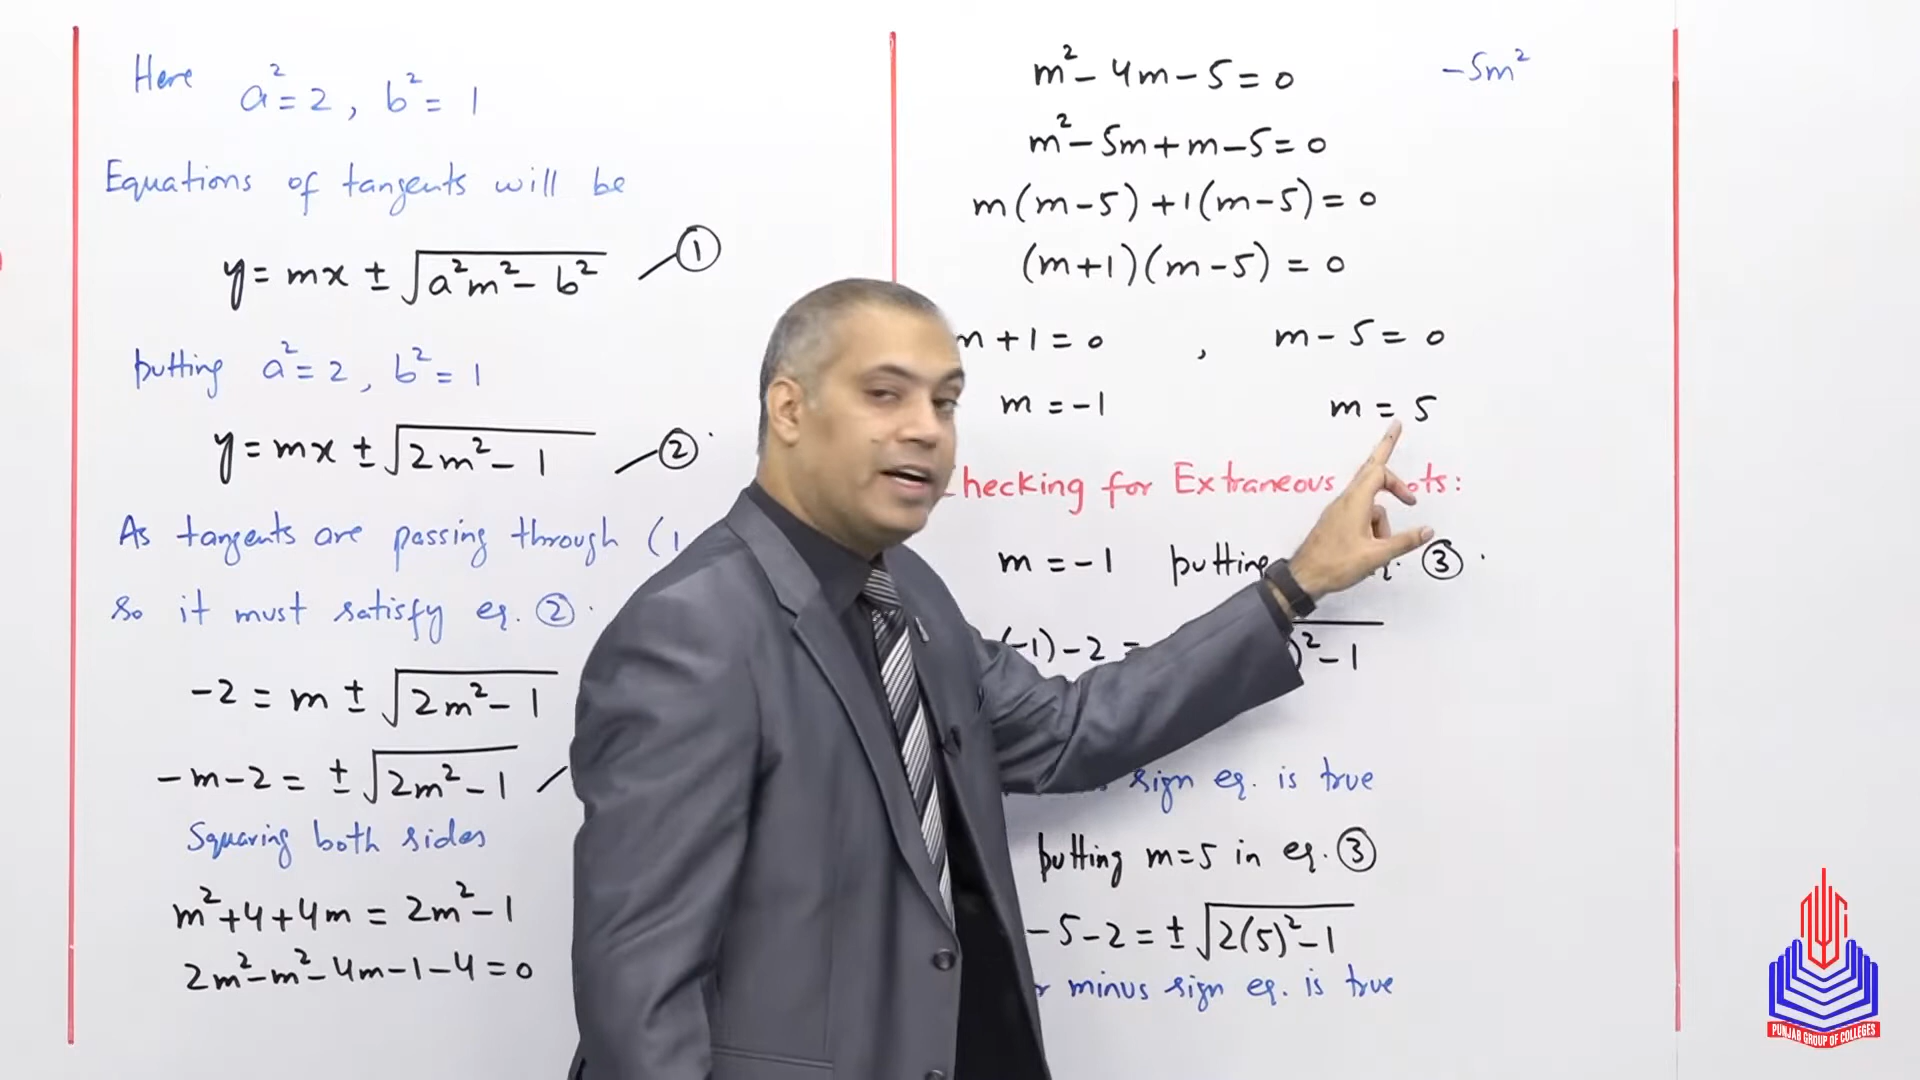 Here a² = 2 , b² = 1
Equations of tangents will be
y = mx ± √(a²m² - b²) ①
putting a² = 2 , b² = 1
y = mx ± √(2m² - 1) ②
As tangents are passing through (1
so it must satisfy eq. ②
-2 = m ± √(2m² - 1)
-m-2 = ± √(2m² - 1)
Squaring both sides
m²+4+4m = 2m²-1
2m²-m²-4m-1-4=0
m²-4m-5=0
-5m²
m²-5m+m-5=0
m(m-5)+1(m-5)=0
(m+1)(m-5)=0
m+1=0 , m-5=0
m=-1 m=5
Checking for Extraneous
m=-1 putting ③
-1)-2 = )²-1
sign eq. is true
putting m=5 in eq. ③
-5-2=±√(2(5)²-1)
minus sign eq. is true
PUNJAB GROUP OF COLLEGES